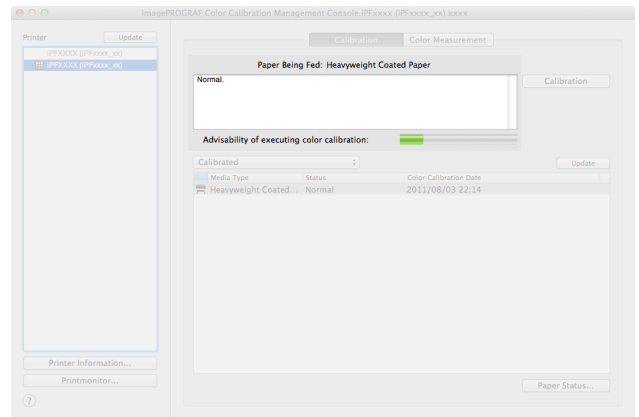 imagePROGRAF Color Calibration Management Console iPFxxxx (iPFxxxx_xx) xxxx
Printer
Update
iPFXXXX (iPFxxxx_xx)
iPFXXXX (iPFxxxx_xx)
Calibration Color Measurement
Paper Being Fed: Heavyweight Coated Paper
Normal.
Calibration
Advisability of executing color calibration:
Calibrated
Update
Media Type Status Color Calibration Date
Heavyweight Coated... Normal 2011/08/03 22:14
Printer Information...
Printmonitor...
Paper Status...
?